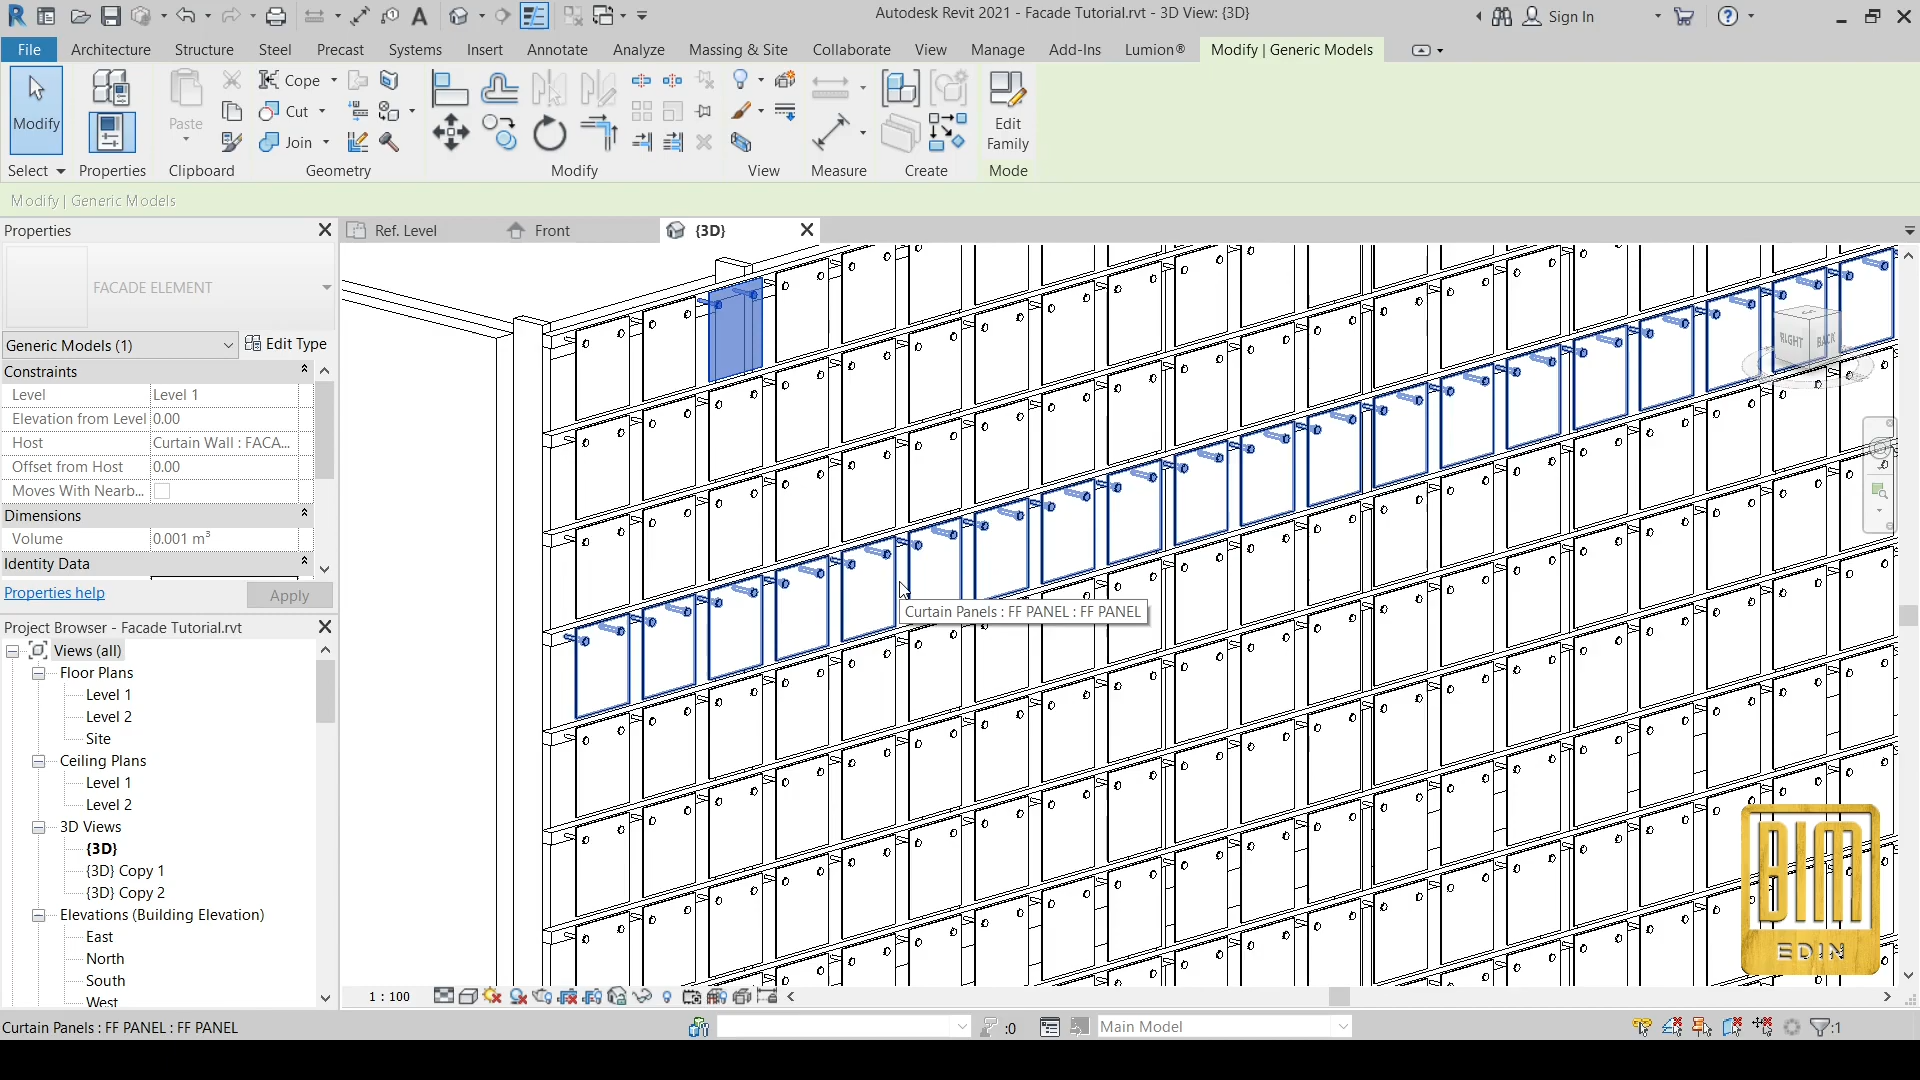 Autodesk Revit 2021 - Facade Tutorial.rvt - 3D View: {3D}
Sign In
File
Architecture
Structure
Steel
Precast
Systems
Insert
Annotate
Analyze
Massing & Site
Collaborate
View
Manage
Add-Ins
Lumion®
Modify | Generic Models
Modify
Paste
Cope
Cut
Join
Edit
Family
Select
Properties
Clipboard
Geometry
Modify
View
Measure
Create
Mode
Modify | Generic Models
Properties
Ref. Level
Front
{3D}
FACADE ELEMENT
Generic Models (1)
Edit Type
Constraints
Level
Level 1
Elevation from Level
0.00
Host
Curtain Wall : FACA...
Offset from Host
0.00
Moves With Nearb...
Dimensions
Volume
0.001 m³
Identity Data
Properties help
Apply
RIGHT
BACK
Curtain Panels : FF PANEL : FF PANEL
Project Browser - Facade Tutorial.rvt
Views (all)
Floor Plans
Level 1
Level 2
Site
Ceiling Plans
Level 1
Level 2
3D Views
{3D}
{3D} Copy 1
{3D} Copy 2
Elevations (Building Elevation)
East
North
South
West
BIM
EDIN
1 : 100
Curtain Panels : FF PANEL : FF PANEL
:0
Main Model
:1